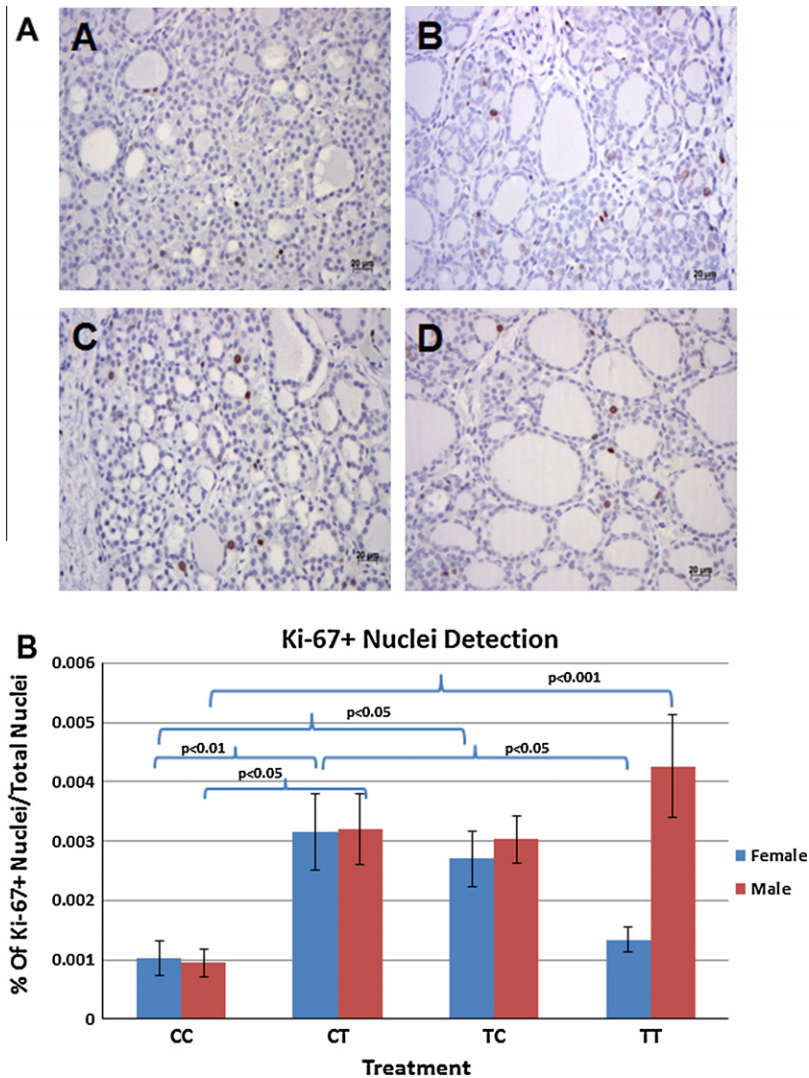 A
A
20 µm
B
20 µm
C
20 µm
D
20 µm
B
Ki-67+ Nuclei Detection
% Of Ki-67+ Nuclei/Total Nuclei
0.006
0.005
0.004
0.003
0.002
0.001
0
p<0.001
p<0.05
p<0.01
p<0.05
p<0.05
Female
Male
CC
CT
TC
TT
Treatment